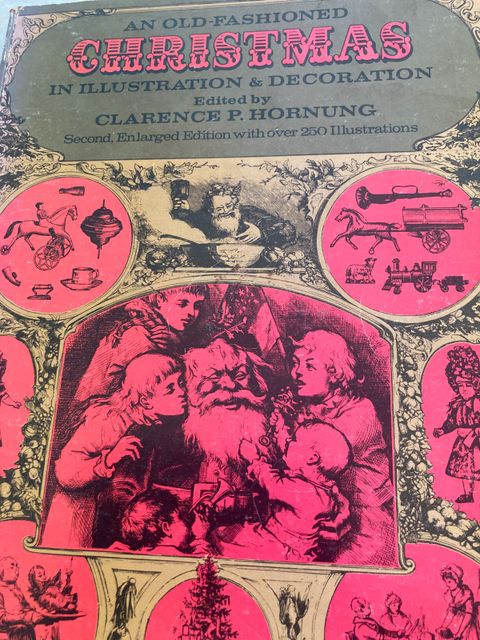 AN OLD-FASHIONED
CHRISTMAS
IN ILLUSTRATION & DECORATION
Edited by
CLARENCE P. HORNUNG
Second, Enlarged Edition with over 250 Illustrations